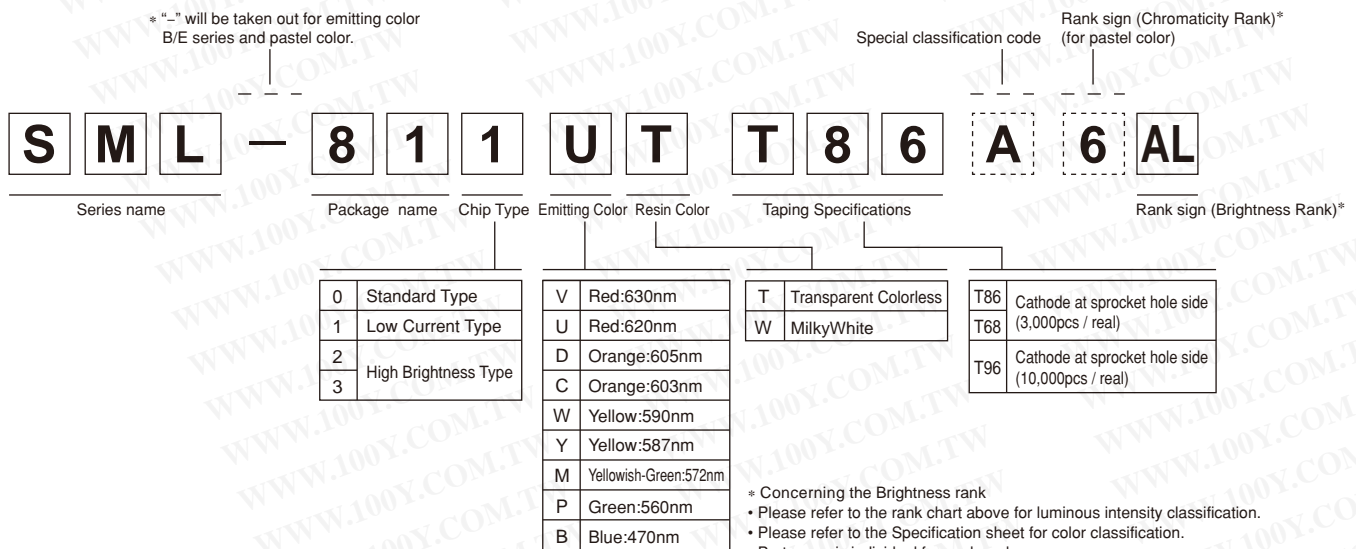 * “–” will be taken out for emitting color
B/E series and pastel color.
Special classification code
Rank sign (Chromaticity Rank)*
(for pastel color)
S M L – 8 1 1 U T T 8 6 A 6 AL
Series name Package name Chip Type Emitting Color Resin Color Taping Specifications Rank sign (Brightness Rank)*
0 Standard Type
1 Low Current Type
2
3
High Brightness Type
V Red:630nm
U Red:620nm
D Orange:605nm
C Orange:603nm
W Yellow:590nm
Y Yellow:587nm
M Yellowish-Green:572nm
P Green:560nm
B Blue:470nm
T Transparent Colorless
W MilkyWhite
T86
T68
Cathode at sprocket hole side
(3,000pcs / real)
T96
Cathode at sprocket hole side
(10,000pcs / real)
* Concerning the Brightness rank
• Please refer to the rank chart above for luminous intensity classification.
• Please refer to the Specification sheet for color classification.
WWW.100Y.COM.TW